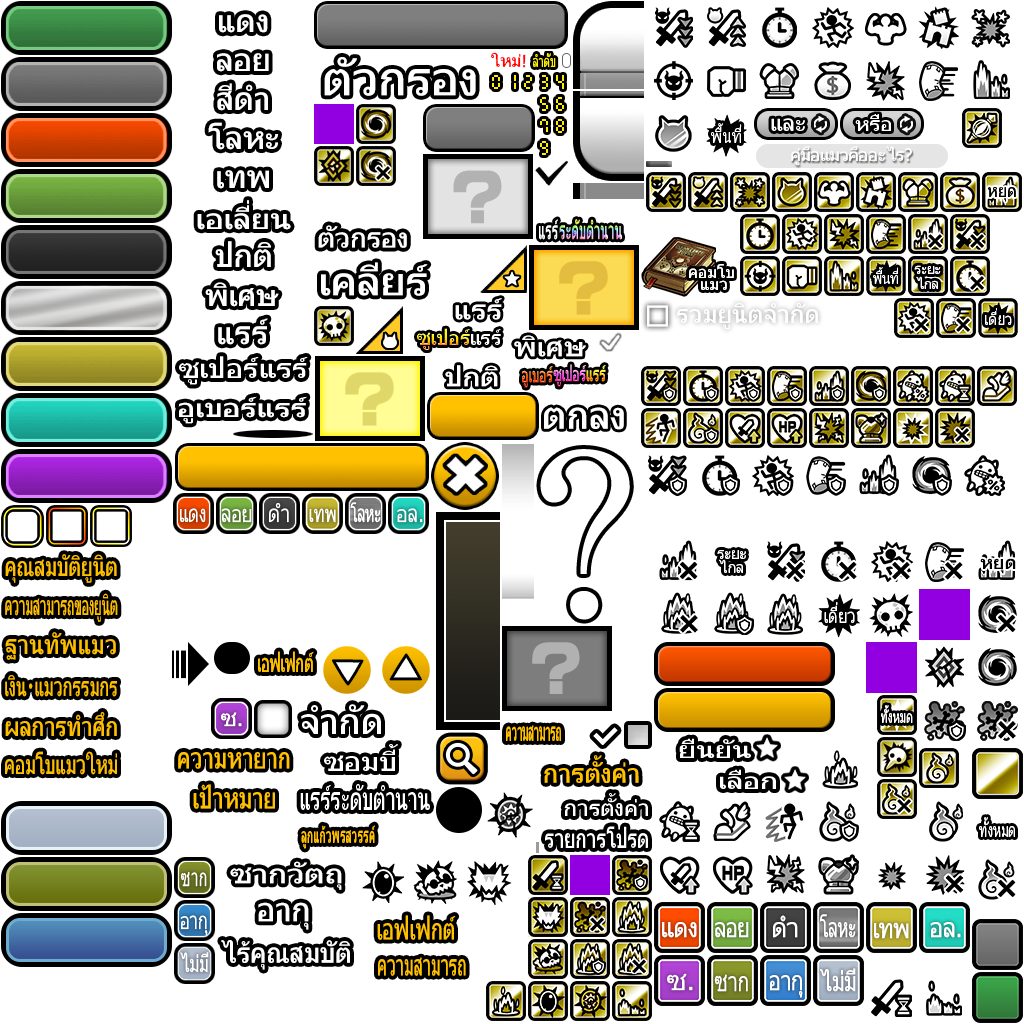 แดง
ลอย
สีดำ
โลหะ
เทพ
เอเลี่ยน
ปกติ
พิเศษ
แรร์
ซูเปอร์แรร์
อูเบอร์แรร์
ตัวกรอง
ใหม่!
ลำดับ
0 1 2 3 4
5 6
7 8
9
?
แรร์ระดับตำนาน
ตัวกรอง
เคลียร์
แรร์
ซูเปอร์แรร์
?
พิเศษ
อูเบอร์ซูเปอร์แรร์
ปกติ
?
ตกลง
แดง
ลอย
ดำ
เทพ
โลหะ
อล.
?
?
คุณสมบัติยูนิต
ความสามารถของยูนิต
ฐานทัพแมว
เงิน·แมวกรรมกร
ผลการทำศึก
คอมโบแมวใหม่
เอฟเฟกต์
ซ.
จำกัด
ความหายาก
ซอมบี้
เป้าหมาย
แรร์ระดับตำนาน
ลูกแก้วพรสวรรค์
ความสามารถ
การตั้งค่า
การตั้งค่า
รายการโปรด
ซาก
อากุ
ไม่มี
ซากวัตถุ
อากุ
ไร้คุณสมบัติ
เอฟเฟกต์
ความสามารถ
$
พื้นที่
และ
หรือ
คู่มือแมวคืออะไร?
$
หยุด
คอมโบ
แมว
พื้นที่
ระยะ
ไกล
เดี่ยว
รวมยูนิตจำกัด
%
HP
%
ระยะ
ไกล
หยุด
เดี่ยว
ทั้งหมด
ยืนยัน
เลือก
ทั้งหมด
HP
แดง
ลอย
ดำ
โลหะ
เทพ
อล.
ซ.
ซาก
อากุ
ไม่มี